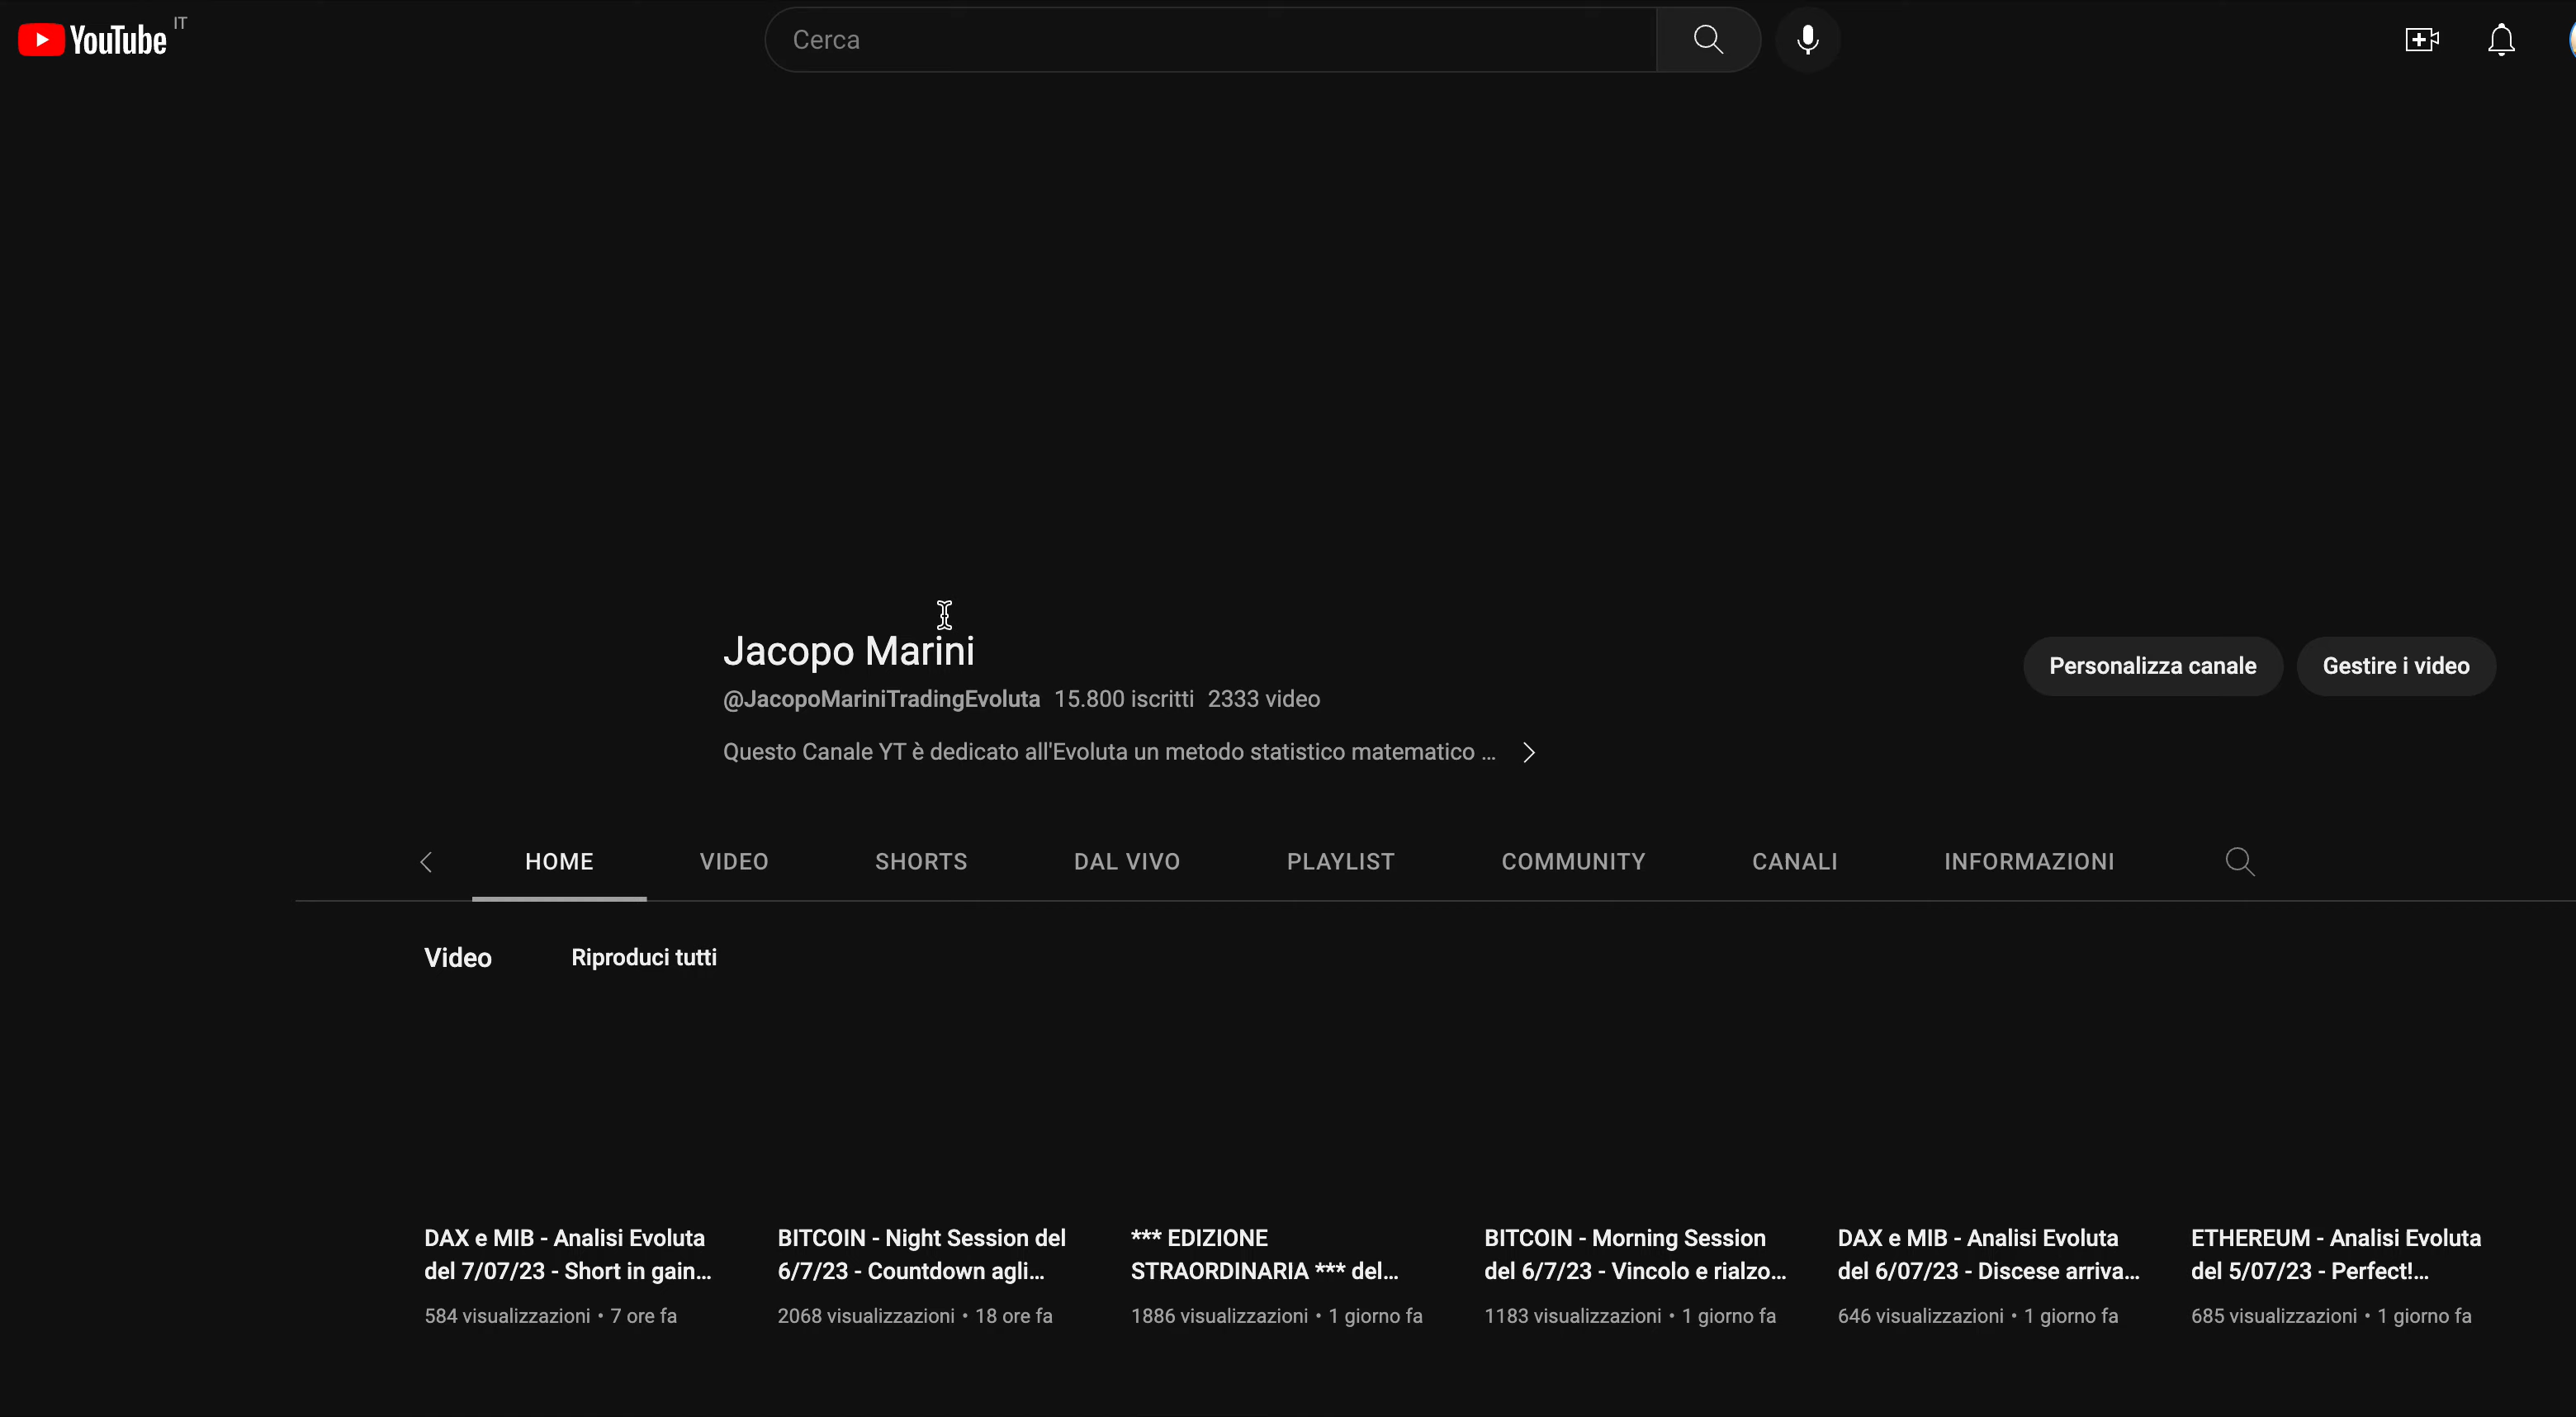 YouTube IT
Cerca
Jacopo Marini
@JacopoMariniTradingEvoluta 15.800 iscritti 2333 video
Questo Canale YT è dedicato all'Evoluta un metodo statistico matematico ...
Personalizza canale
Gestire i video
HOME VIDEO SHORTS DAL VIVO PLAYLIST COMMUNITY CANALI INFORMAZIONI
Video Riproduci tutti
DAX e MIB - Analisi Evoluta
del 7/07/23 - Short in gain...
584 visualizzazioni • 7 ore fa
BITCOIN - Night Session del
6/7/23 - Countdown agli...
2068 visualizzazioni • 18 ore fa
*** EDIZIONE
STRAORDINARIA *** del...
1886 visualizzazioni • 1 giorno fa
BITCOIN - Morning Session
del 6/7/23 - Vincolo e rialzo...
1183 visualizzazioni • 1 giorno fa
DAX e MIB - Analisi Evoluta
del 6/07/23 - Discese arriva...
646 visualizzazioni • 1 giorno fa
ETHEREUM - Analisi Evoluta
del 5/07/23 - Perfect!...
685 visualizzazioni • 1 giorno fa